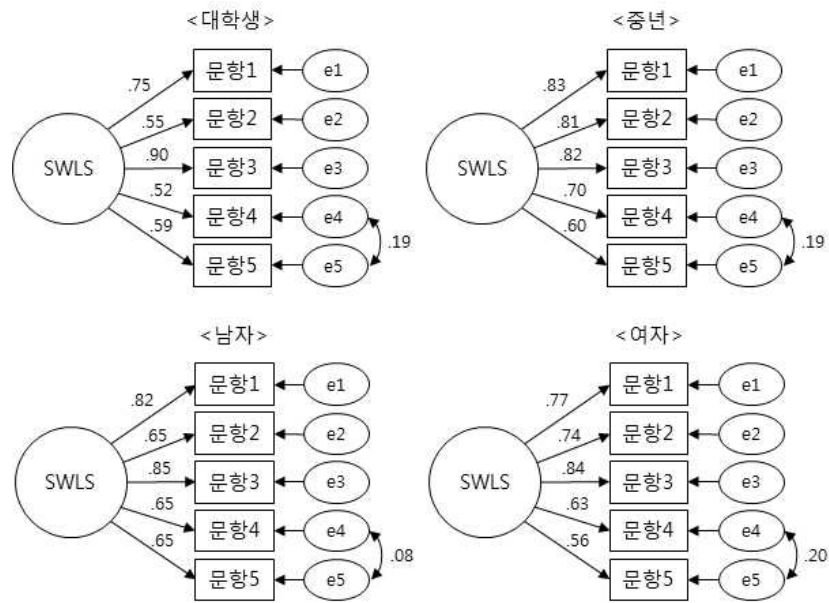 <대학생>
SWLS
.75
.55
.90
.52
.59
문항1
문항2
문항3
문항4
문항5
e1
e2
e3
e4
e5
.19
<중년>
SWLS
.83
.81
.82
.70
.60
문항1
문항2
문항3
문항4
문항5
e1
e2
e3
e4
e5
.19
<남자>
SWLS
.82
.65
.85
.65
.65
문항1
문항2
문항3
문항4
문항5
e1
e2
e3
e4
e5
.08
<여자>
SWLS
.77
.74
.84
.63
.56
문항1
문항2
문항3
문항4
문항5
e1
e2
e3
e4
e5
.20